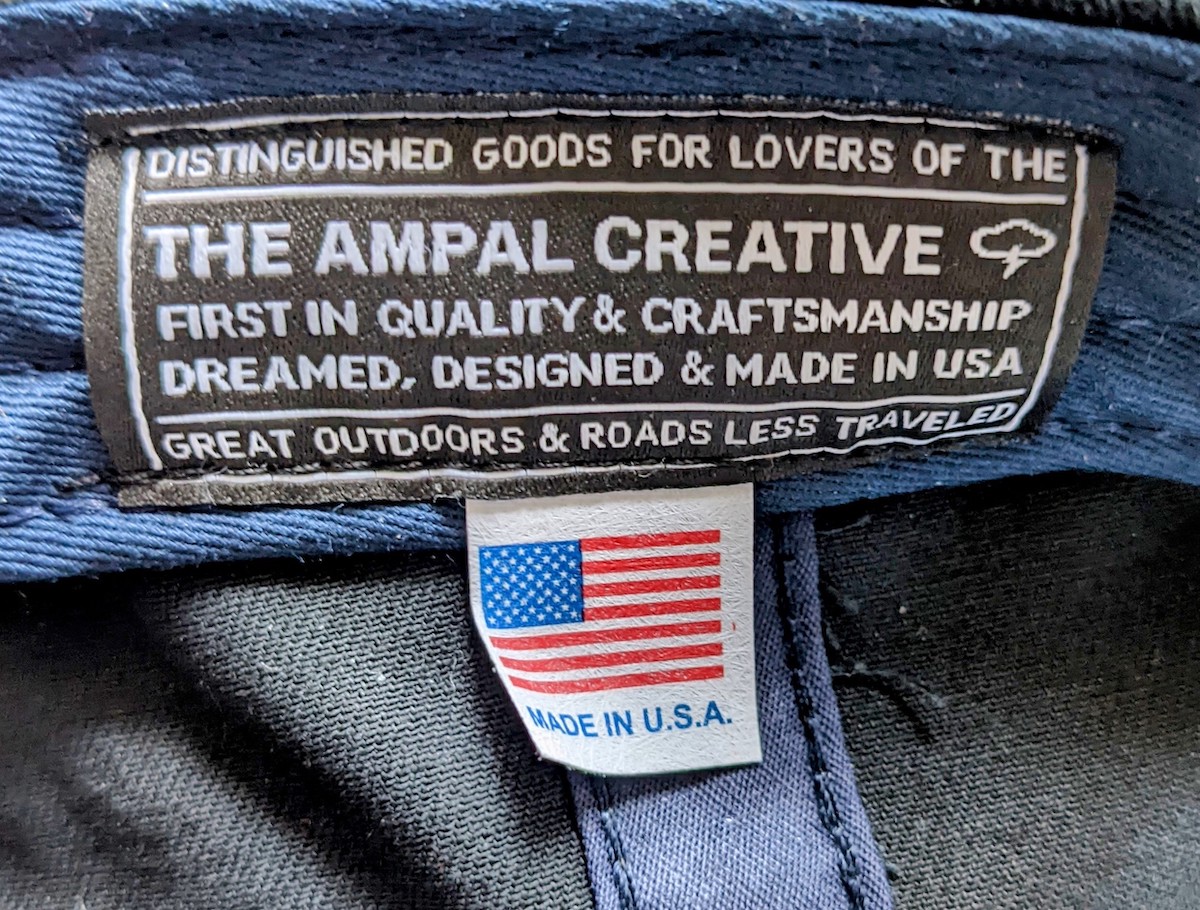 DISTINGUISHED GOODS FOR LOVERS OF THE
THE AMPAL CREATIVE
FIRST IN QUALITY & CRAFTSMANSHIP
DREAMED, DESIGNED & MADE IN USA
GREAT OUTDOORS & ROADS LESS TRAVELED
MADE IN U.S.A.